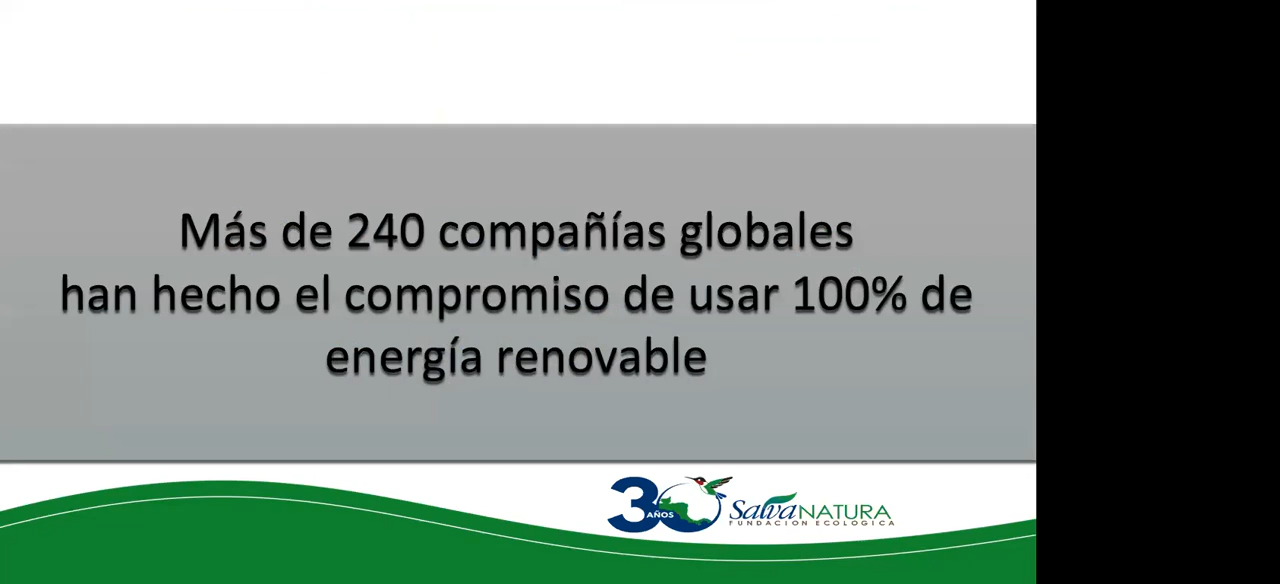 Más de 240 compañías globales
han hecho el compromiso de usar 100% de
energía renovable
30
AÑOS
SalvaNATURA
FUNDACION ECOLOGICA